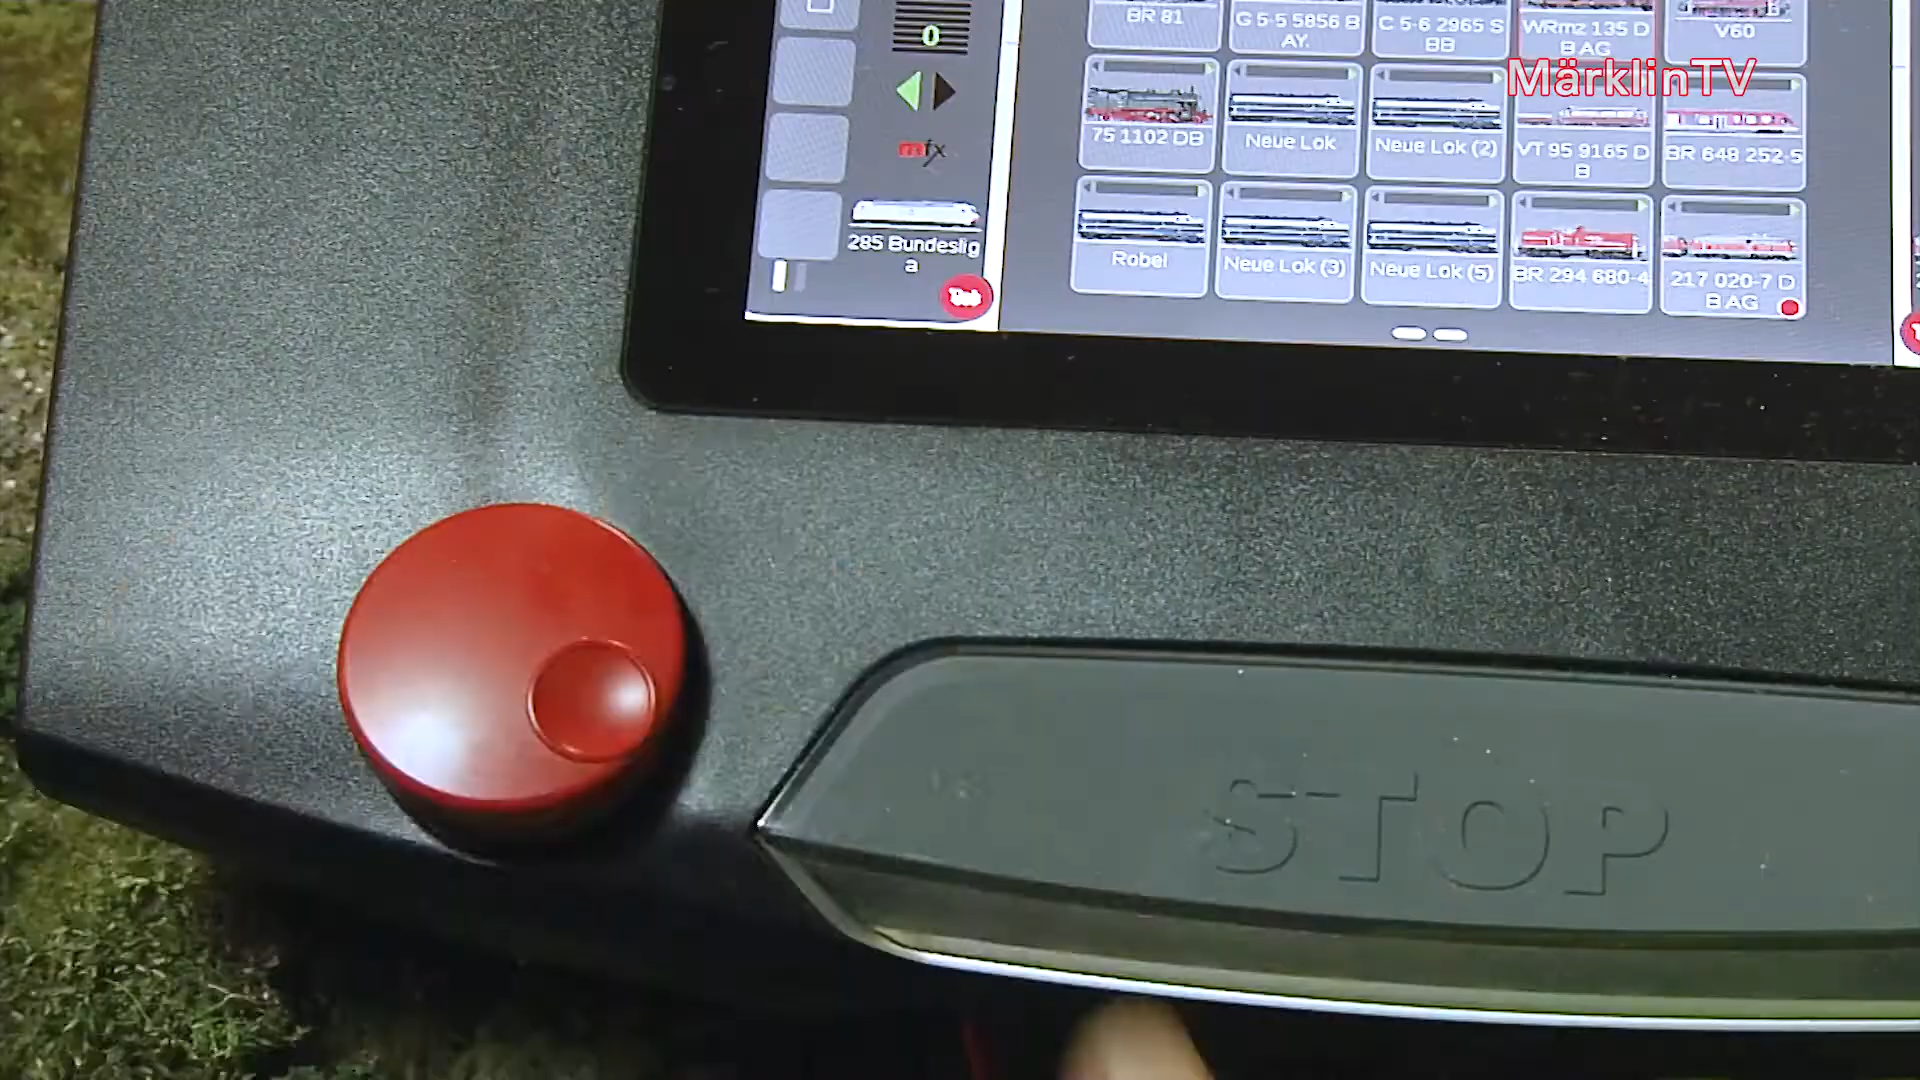 0
mfx
285 Bundeslig
a
BR 81
G 5-5 5856 B
AY.
C 5-6 2965 S
BB
WRmz 135 D
B AG
V60
MärklinTV
75 1102 DB
Neue Lok
Neue Lok (2)
VT 95 9165 D
B
BR 648 252-5
Robel
Neue Lok (3)
Neue Lok (5)
BR 294 680-4
217 020-7 D
B AG
STOP